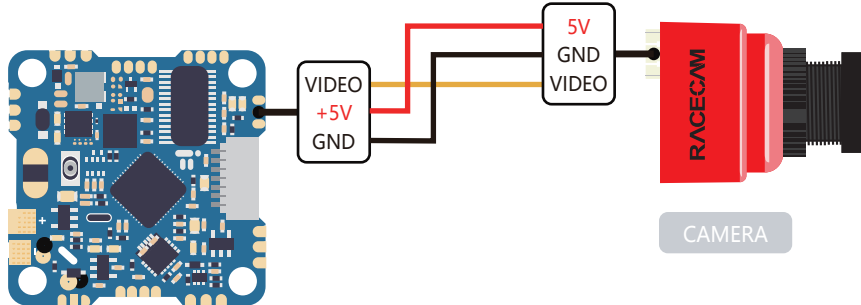 VIDEO
+5V
GND
5V
GND
VIDEO
RACECAM
CAMERA
+